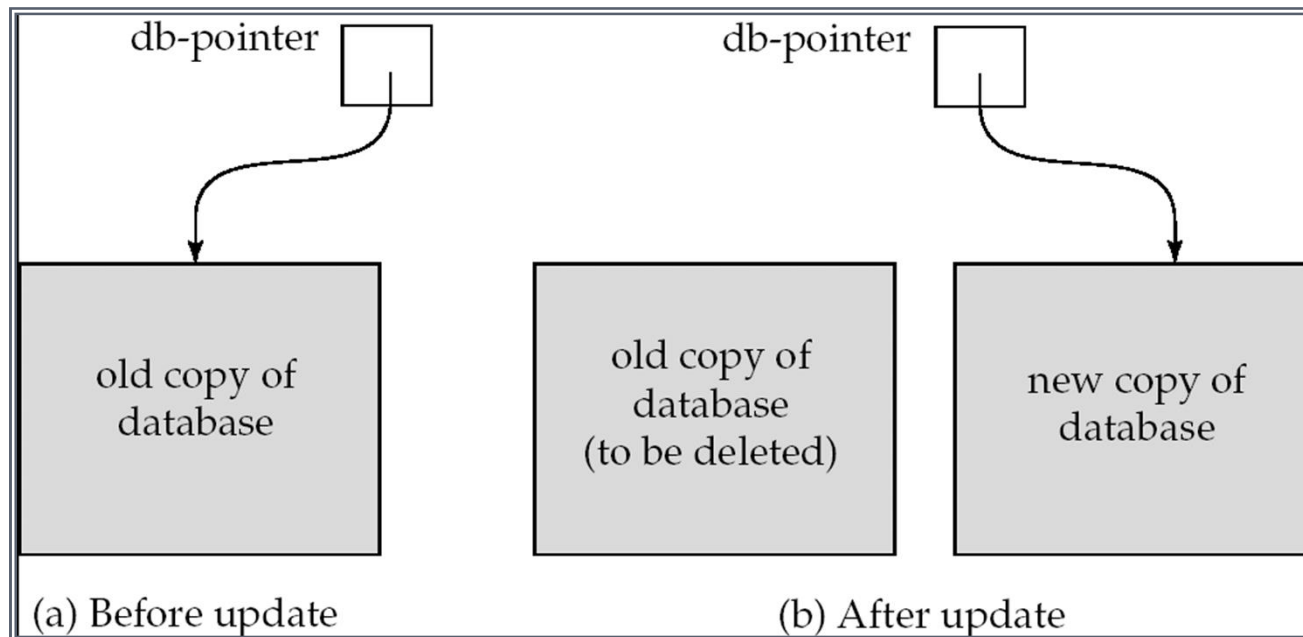 db-pointer
old copy of
database
(a) Before update
db-pointer
old copy of
database
(to be deleted)
new copy of
database
(b) After update